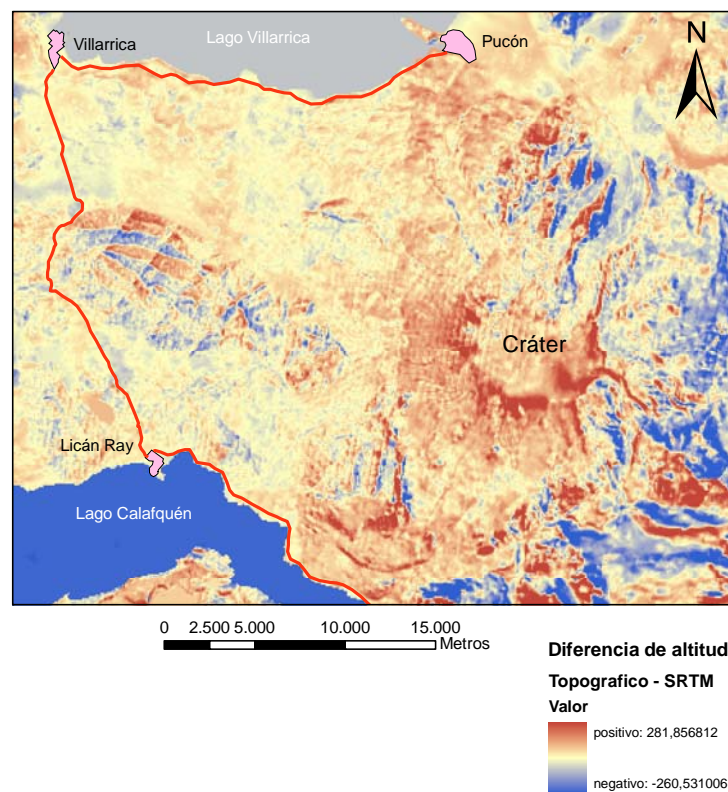 Lago Villarrica
Villarrica
Pucón
N
Cráter
Licán Ray
Lago Calafquén
0 2.500 5.000 10.000 15.000
Metros
Diferencia de altitud
Topografico - SRTM
Valor
positivo: 281,856812
negativo: -260,531006